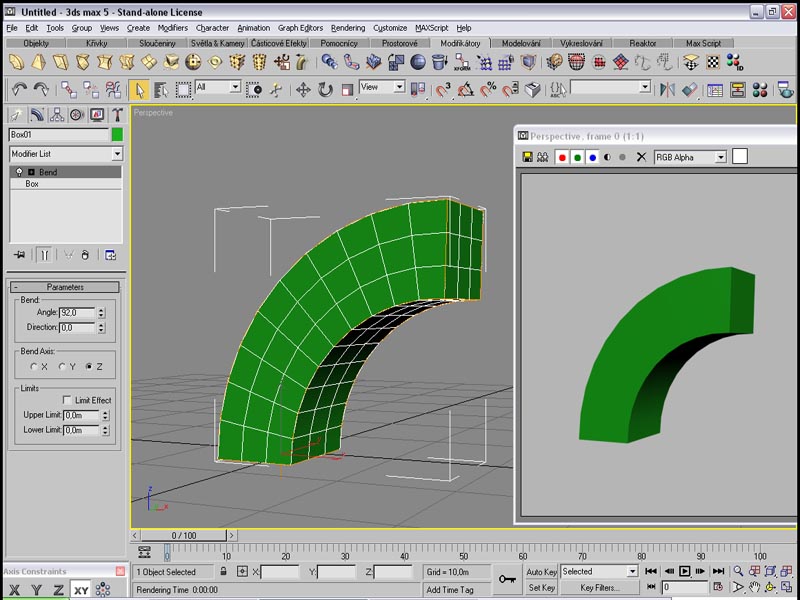 Untitled - 3ds max 5 - Stand-alone License
File Edit Tools Group Views Create Modifiers Character Animation Graph Editors Rendering Customize MAXScript Help
Objekty Křivky Sloučeniny Světla & Kamery Částicové Efekty Pomocníci Prostorové Modifikátory Modelování Vykreslování Reaktor Max Script
All View
Perspective
Box01
Modifier List
Bend
Box
Parameters
Bend:
Angle: 92,0
Direction: 0,0
Bend Axis:
X Y Z
Limits
Limit Effect
Upper Limit: 0,0m
Lower Limit: 0,0m
Perspective, frame 0 (1:1)
RGB Alpha
z
x
0 / 100
0 10 20 30 40 50 60 70 80 90 100
Axis Constraints
X Y Z XY
1 Object Selected X: Y: Z: Grid = 10,0m Auto Key Selected
Rendering Time 0:00:00 Add Time Tag Set Key Key Filters... 0